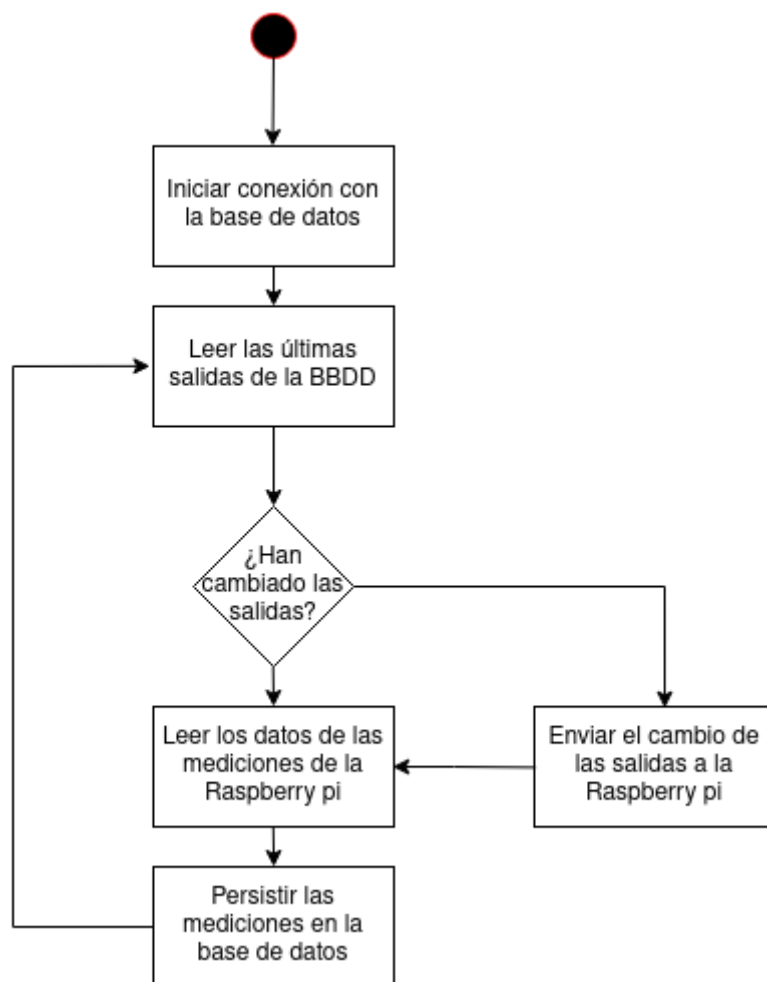 Iniciar conexión con
la base de datos
Leer las últimas
salidas de la BBDD
¿Han
cambiado las
salidas?
Leer los datos de las
mediciones de la
Raspberry pi
Enviar el cambio de
las salidas a la
Raspberry pi
Persistir las
mediciones en la
base de datos